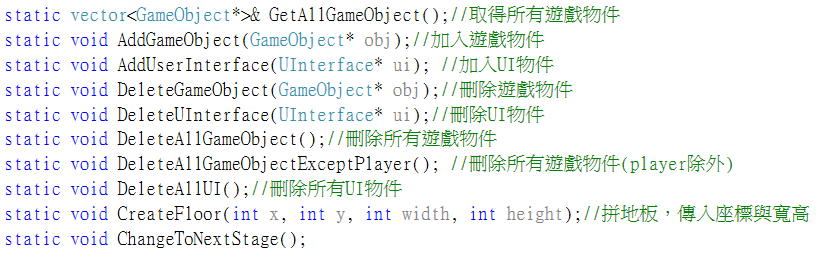 static vector<GameObject*>& GetAllGameObject();//取得所有遊戲物件
static void AddGameObject(GameObject* obj);//加入遊戲物件
static void AddUserInterface(UInterface* ui); //加入UI物件
static void DeleteGameObject(GameObject* obj);//刪除遊戲物件
static void DeleteUInterface(UInterface* ui);//刪除UI物件
static void DeleteAllGameObject();//刪除所有遊戲物件
static void DeleteAllGameObjectExceptPlayer(); //刪除所有遊戲物件(player除外)
static void DeleteAllUI();//刪除所有UI物件
static void CreateFloor(int x, int y, int width, int height);//拼地板，傳入座標與寬高
static void ChangeToNextStage();